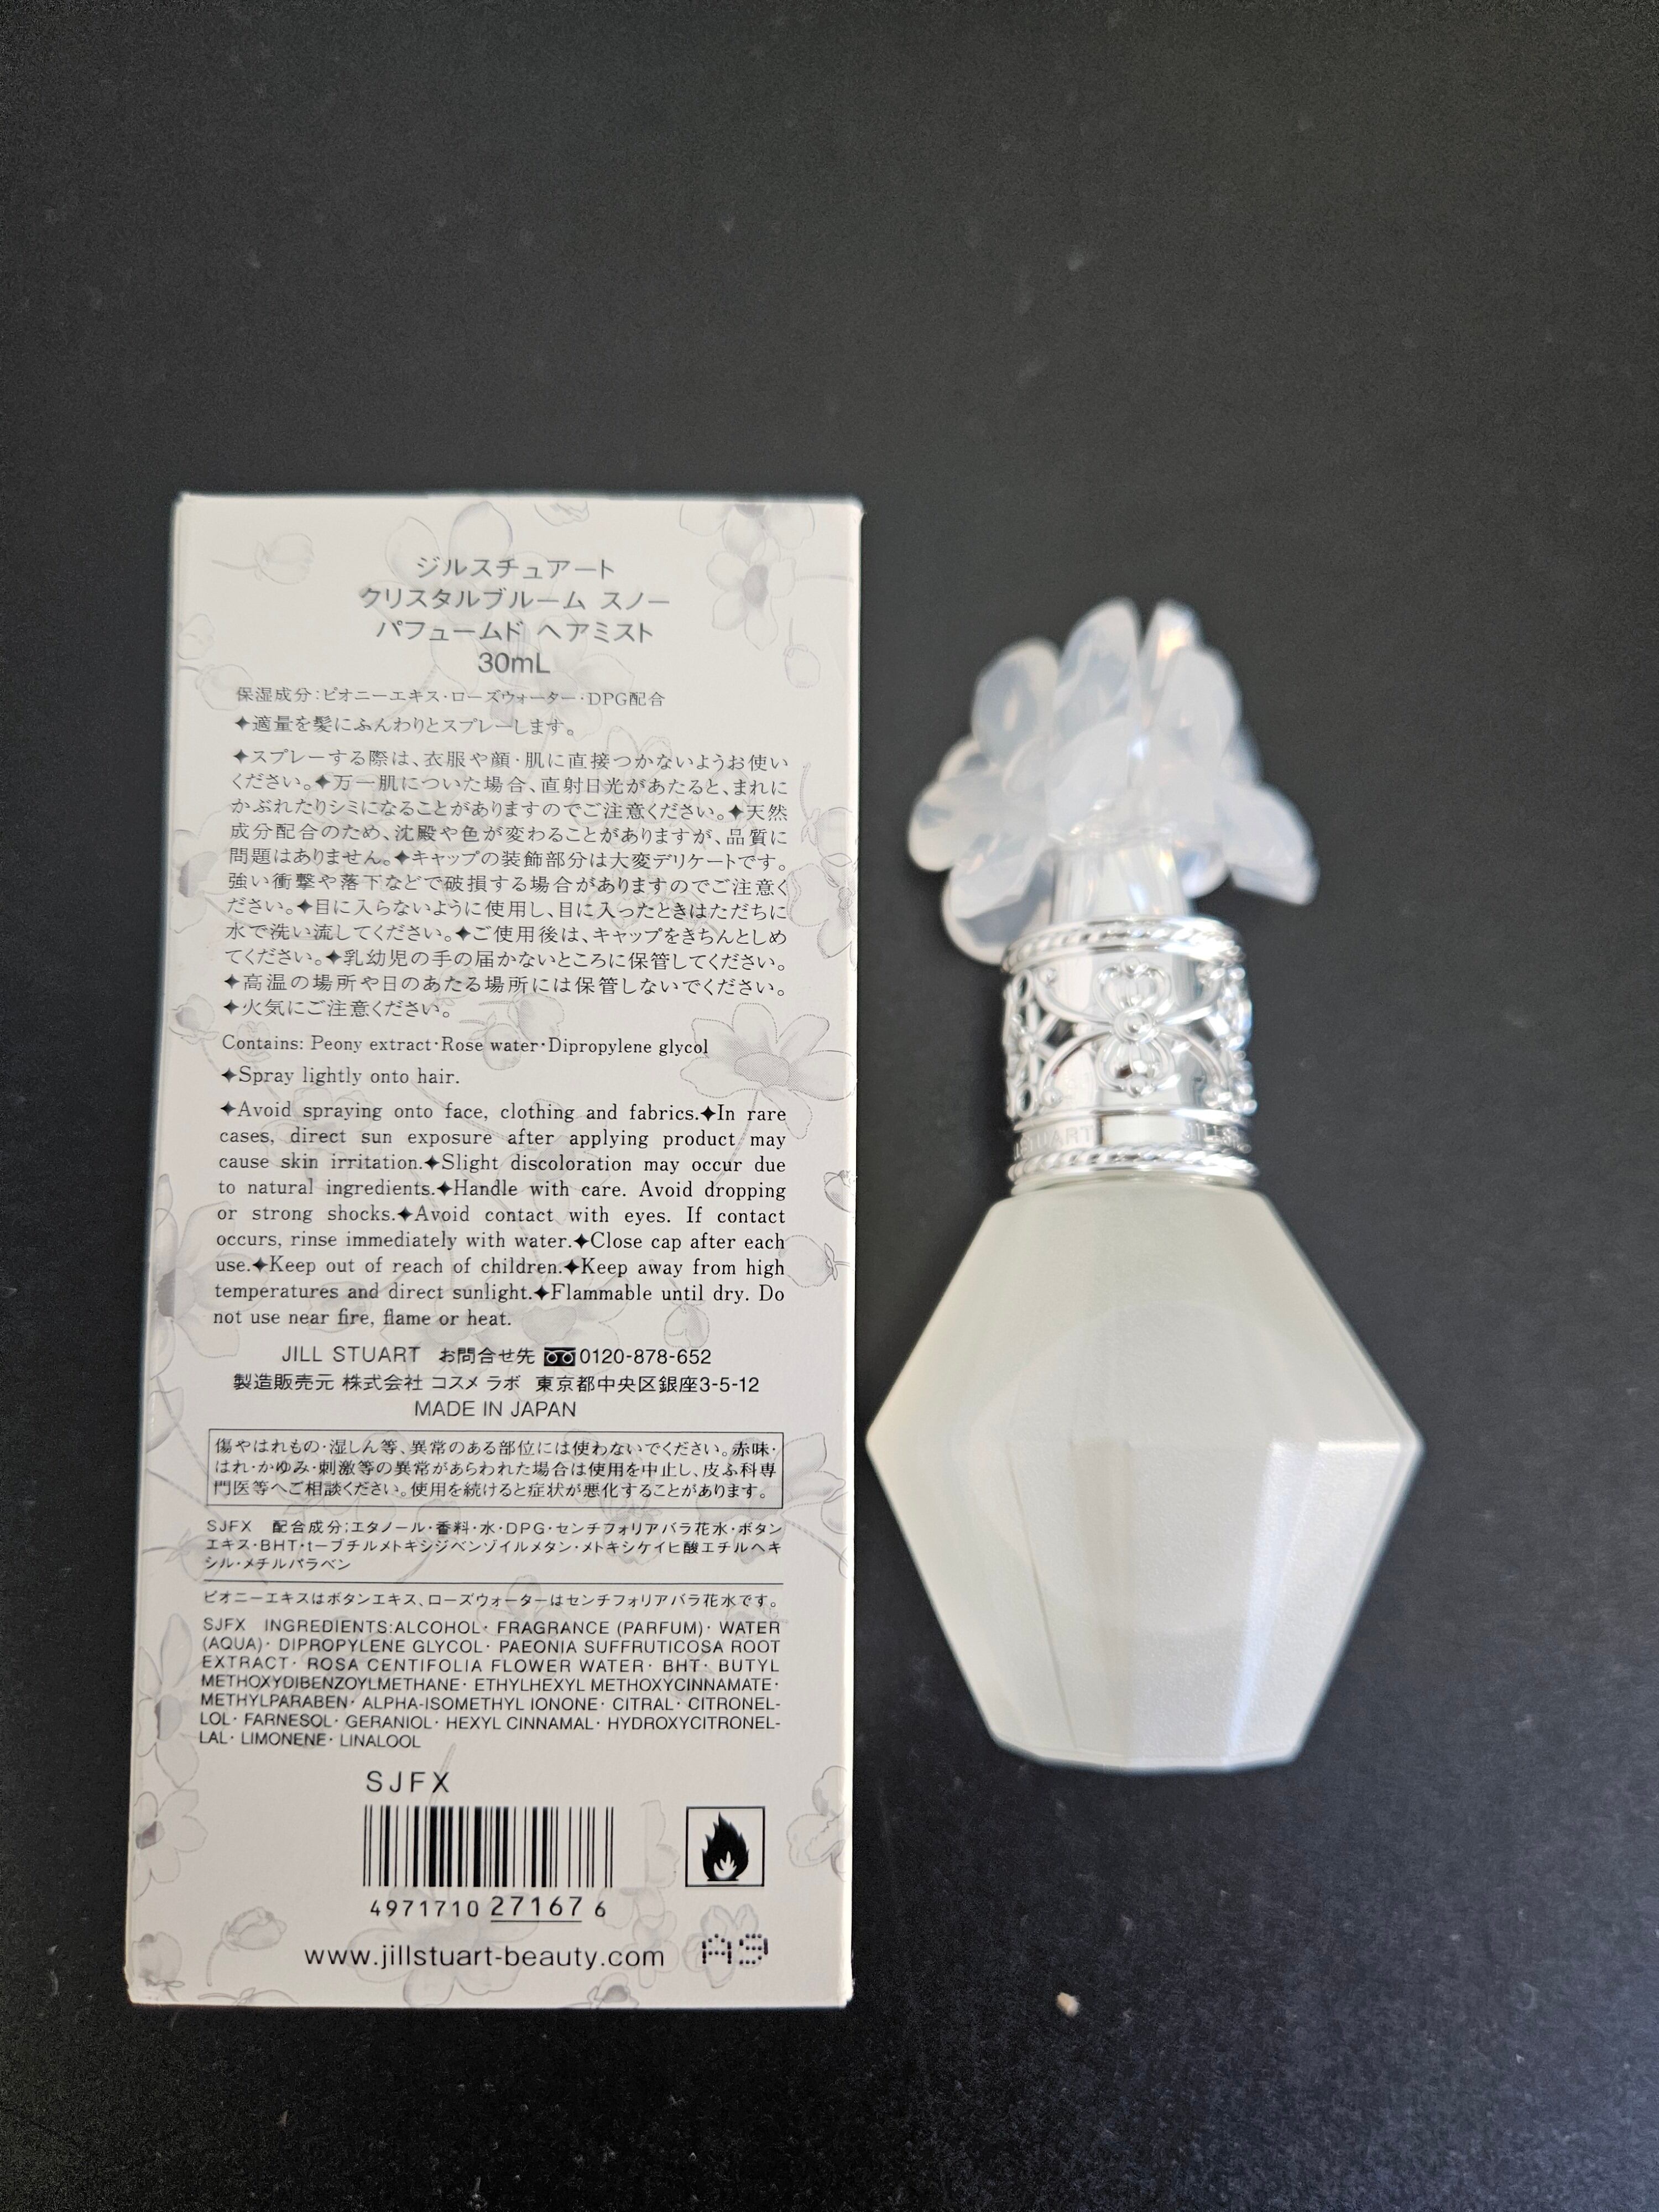 ジルスチュアート
クリスタルブルーム スノー
パフュームド ヘアミスト
30mL
保湿成分:ピオニーエキス・ローズウォーター・DPG配合
✦適量を髪にふんわりとスプレーします。
✦スプレーする際は、衣服や顔・肌に直接つかないようお使い
ください。✦万一肌についた場合、直射日光があたると、まれに
かぶれたりシミになることがありますのでご注意ください。✦天然
成分配合のため、沈殿や色が変わることがありますが、品質に
問題はありません。✦キャップの装飾部分は大変デリケートです。
強い衝撃や落下などで破損する場合がありますのでご注意く
ださい。✦目に入らないように使用し、目に入ったときはただちに
水で洗い流してください。✦ご使用後は、キャップをきちんとしめ
てください。✦乳幼児の手の届かないところに保管してください。
✦高温の場所や日のあたる場所には保管しないでください。
✦火気にご注意ください。
Contains: Peony extract・Rose water・Dipropylene glycol
✦Spray lightly onto hair.
✦Avoid spraying onto face, clothing and fabrics.✦In rare
cases, direct sun exposure after applying product may
cause skin irritation.✦Slight discoloration may occur due
to natural ingredients.✦Handle with care. Avoid dropping
or strong shocks.✦Avoid contact with eyes. If contact
occurs, rinse immediately with water.✦Close cap after each
use.✦Keep out of reach of children.✦Keep away from high
temperatures and direct sunlight.✦Flammable until dry. Do
not use near fire, flame or heat.
JILL STUART お問合せ先 0120-878-652
製造販売元 株式会社 コスメ ラボ 東京都中央区銀座3-5-12
MADE IN JAPAN
傷やはれもの・湿しん等、異常のある部位には使わないでください。赤味・
はれ・かゆみ・刺激等の異常があらわれた場合は使用を中止し、皮ふ科専
門医等へご相談ください。使用を続けると症状が悪化することがあります。
SJFX 配合成分;エタノール・香料・水・DPG・センチフォリアバラ花水・ボタン
エキス・BHT・t-ブチルメトキシジベンゾイルメタン・メトキシケイヒ酸エチルヘキ
シル・メチルパラベン
ピオニーエキスはボタンエキス、ローズウォーターはセンチフォリアバラ花水です。
SJFX INGREDIENTS:ALCOHOL・ FRAGRANCE (PARFUM)・ WATER
(AQUA)・ DIPROPYLENE GLYCOL・ PAEONIA SUFFRUTICOSA ROOT
EXTRACT・ ROSA CENTIFOLIA FLOWER WATER・ BHT・ BUTYL
METHOXYDIBENZOYLMETHANE・ ETHYLHEXYL METHOXYCINNAMATE・
METHYLPARABEN・ ALPHA-ISOMETHYL IONONE・ CITRAL・ CITRONEL-
LOL・ FARNESOL・ GERANIOL・ HEXYL CINNAMAL・ HYDROXYCITRONEL-
LAL・ LIMONENE・ LINALOOL
SJFX
4971710 27167 6
www.jillstuart-beauty.com A9
STUART JILL